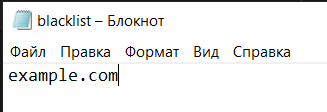 blacklist – Блокнот
Файл Правка Формат Вид Справка
example.com